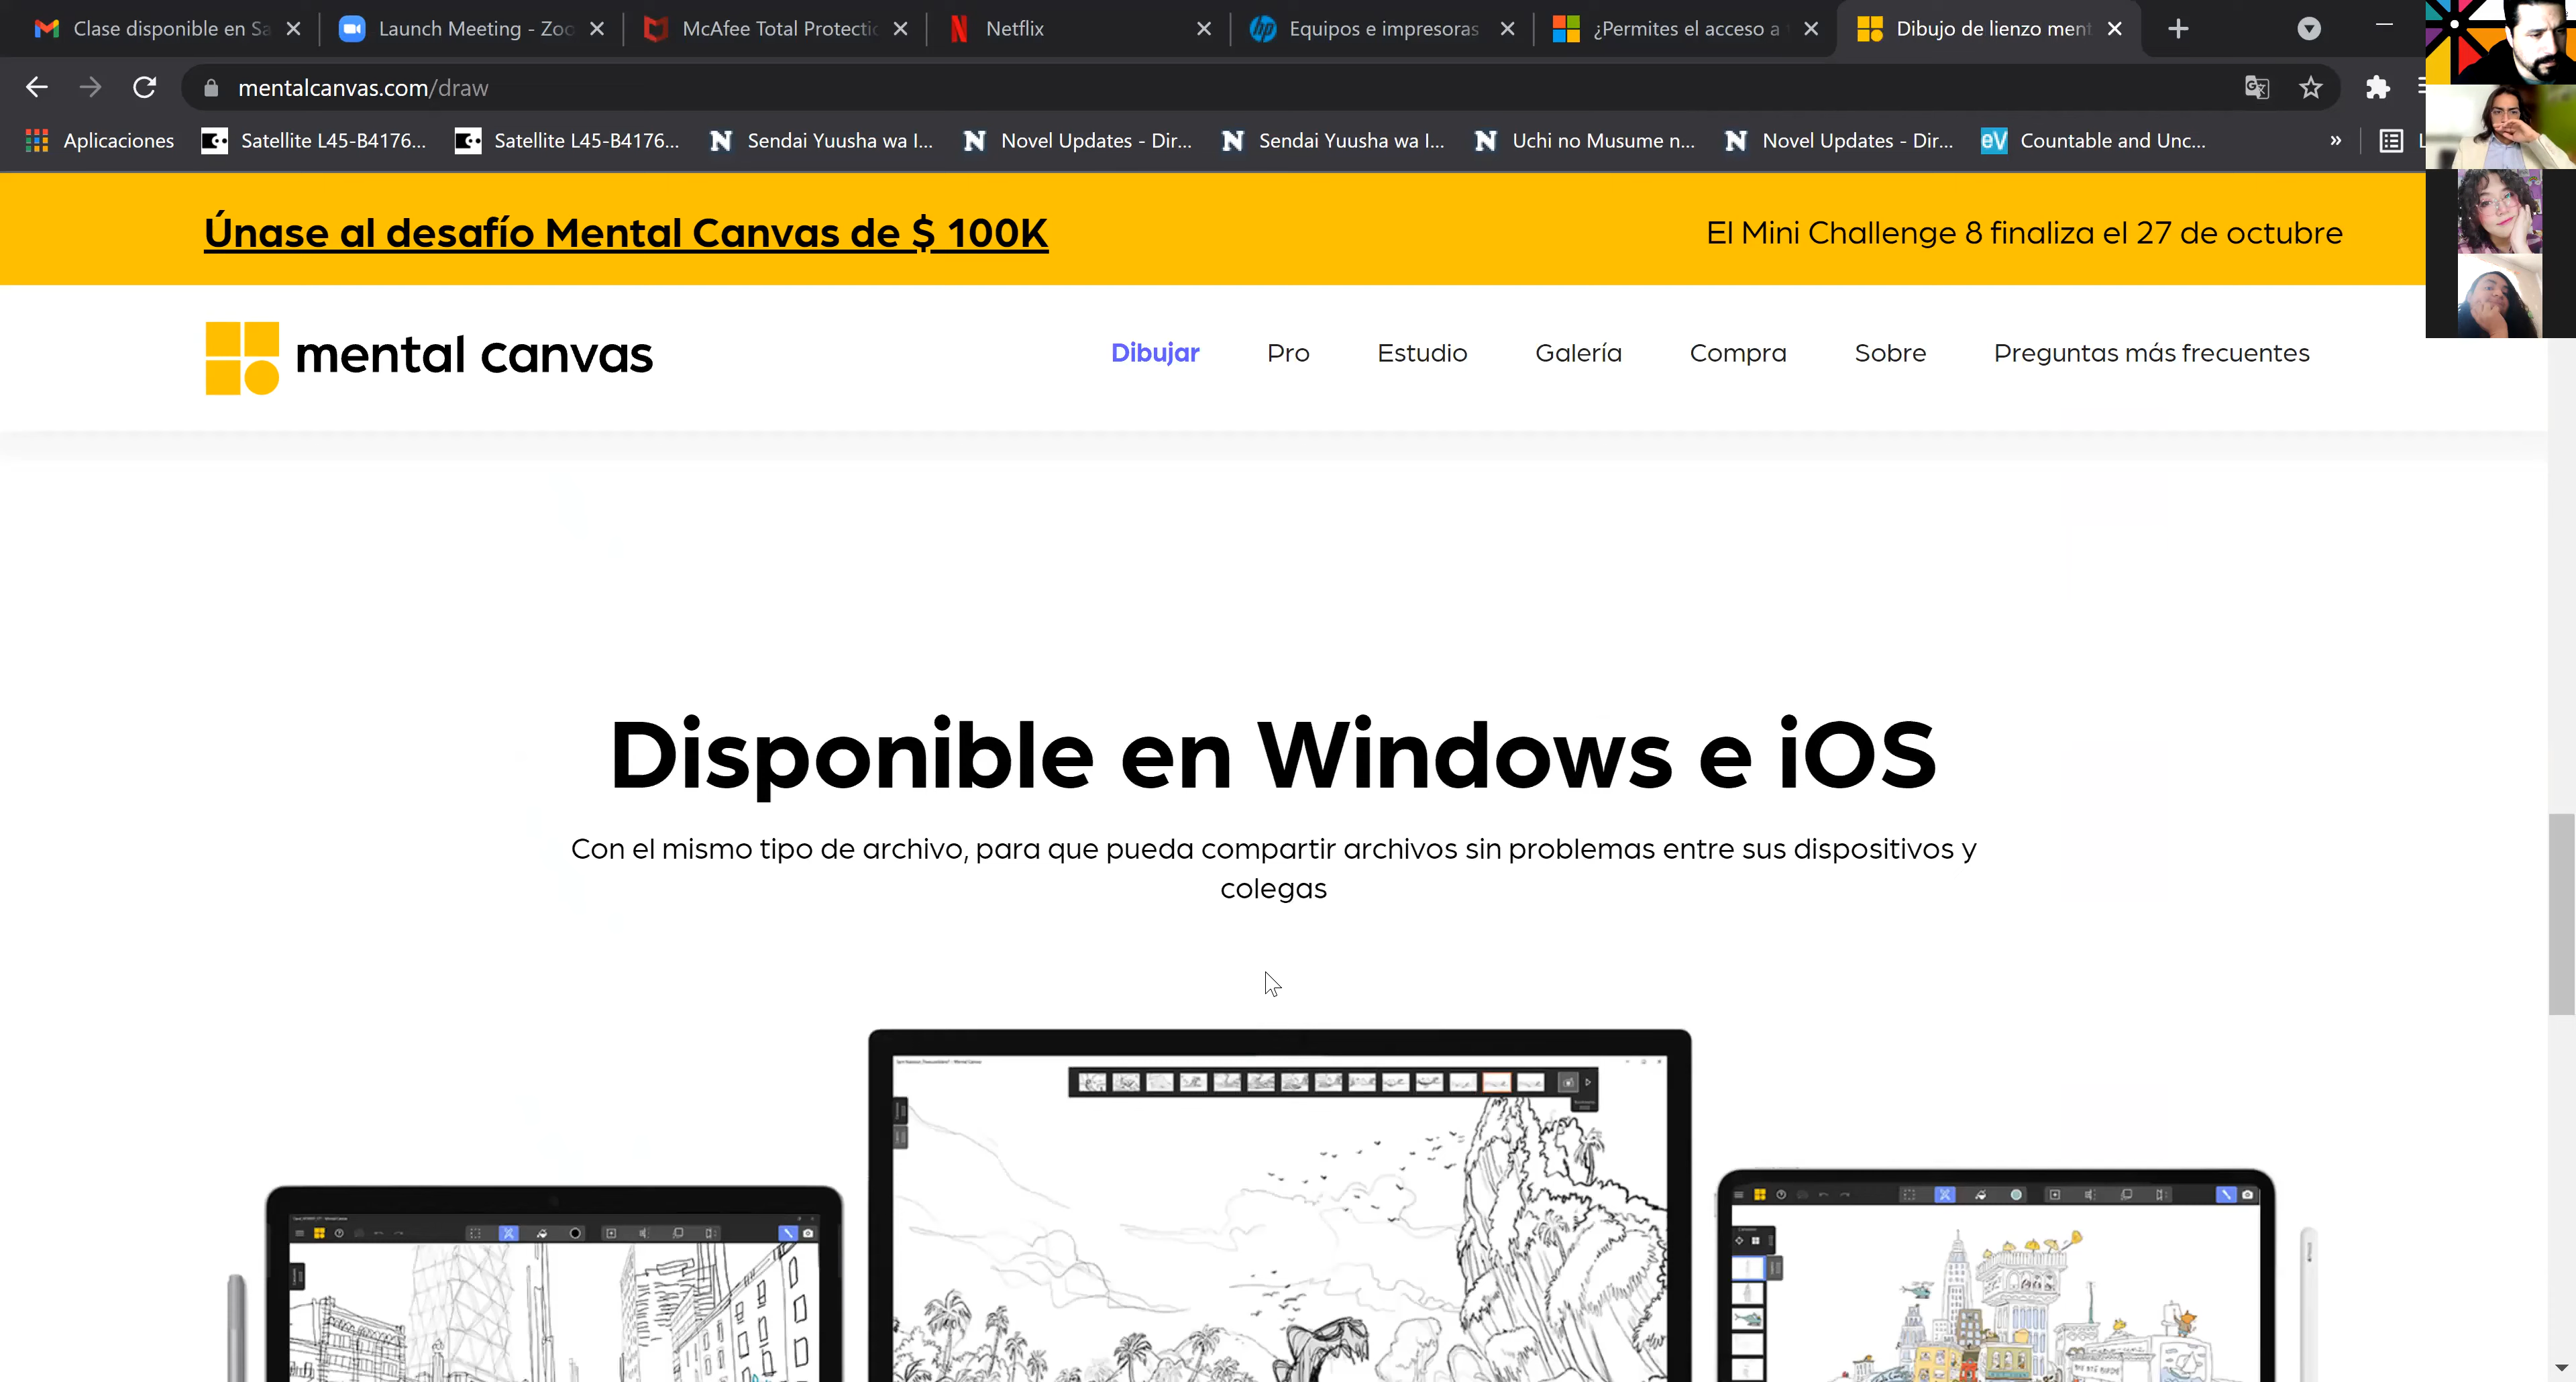 Clase disponible en Sa
Launch Meeting - Zoo
McAfee Total Protectio
Netflix
Equipos e impresoras
¿Permites el acceso a
Dibujo de lienzo ment
mentalcanvas.com/draw
Aplicaciones
Satellite L45-B4176...
Satellite L45-B4176...
Sendai Yuusha wa I...
Novel Updates - Dir...
Sendai Yuusha wa I...
Uchi no Musume n...
Novel Updates - Dir...
Countable and Unc...
Únase al desafío Mental Canvas de $ 100K
El Mini Challenge 8 finaliza el 27 de octubre
mental canvas
Dibujar
Pro
Estudio
Galería
Compra
Sobre
Preguntas más frecuentes
Disponible en Windows e iOS
Con el mismo tipo de archivo, para que pueda compartir archivos sin problemas entre sus dispositivos y
colegas